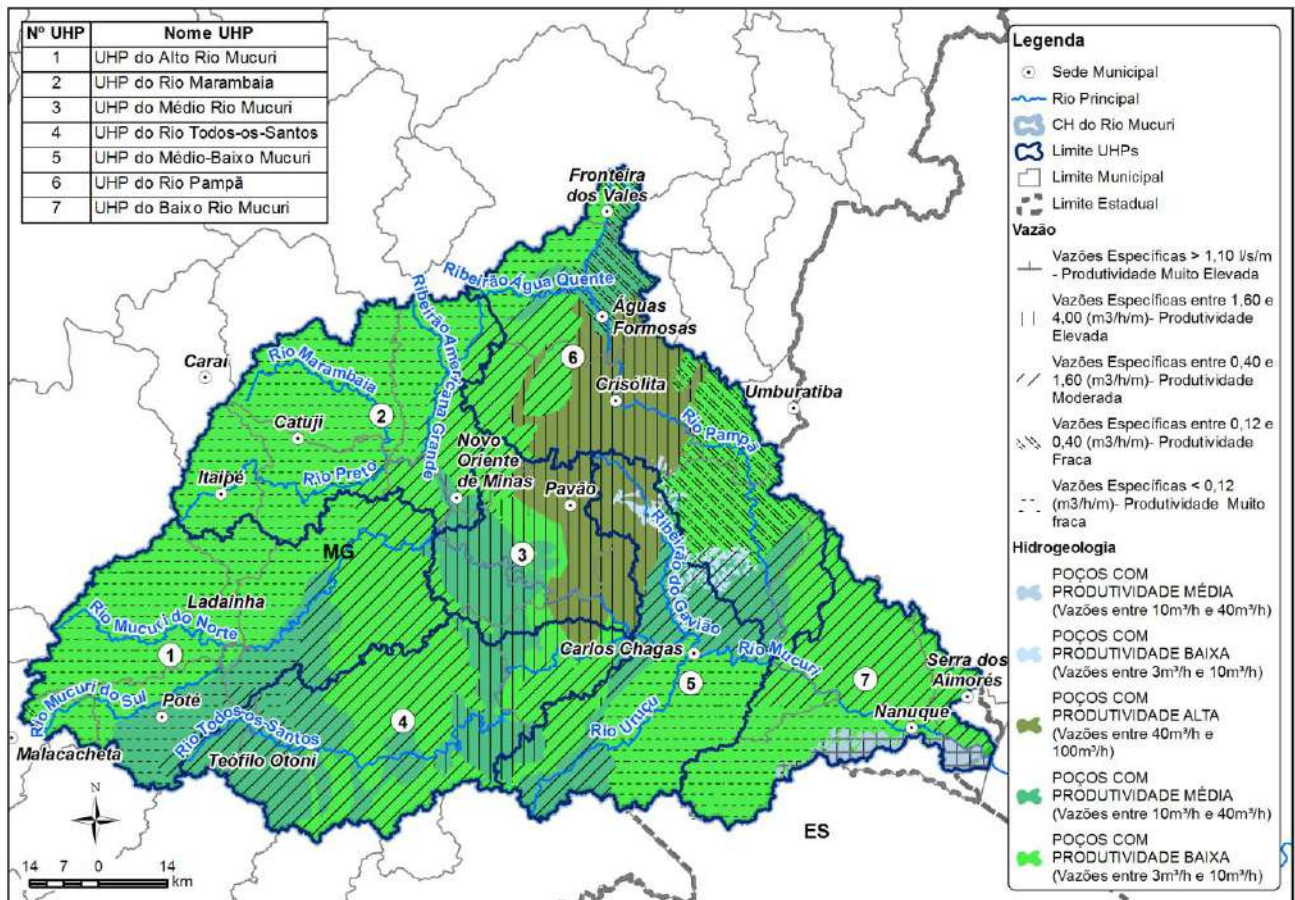 Nº UHP Nome UHP
1 UHP do Alto Rio Mucuri
2 UHP do Rio Marambaia
3 UHP do Médio Rio Mucuri
4 UHP do Rio Todos-os-Santos
5 UHP do Médio-Baixo Mucuri
6 UHP do Rio Pampã
7 UHP do Baixo Rio Mucuri
Fronteira
dos Vales
Ribeirão Água Quente
Ribeirão Americana Grande
Águas
Formosas
6
Caraí
Rio Marambaia
Crisólita
Umburatiba
2
Catuji
Rio Pampã
Novo
Oriente
de Minas
Itaipé
Rio Preto
Pavão
Ribeirão do Gavião
MG
3
Ladainha
Rio Mucuri do Norte
1
Carlos Chagas
Rio Mucuri
Serra dos
Aimorés
5
7
Rio Mucuri do Sul
Poté
Nanuque
Rio Uruçu
Rio Todos-os-Santos
4
Malacacheta
Teófilo Otoni
N
ES
14 7 0 14
km
Legenda
Sede Municipal
Rio Principal
CH do Rio Mucuri
Limite UHPs
Limite Municipal
Limite Estadual
Vazão
Vazões Específicas > 1,10 l/s/m
- Produtividade Muito Elevada
Vazões Específicas entre 1,60 e
4,00 (m3/h/m)- Produtividade
Elevada
Vazões Específicas entre 0,40 e
1,60 (m3/h/m)- Produtividade
Moderada
Vazões Específicas entre 0,12 e
0,40 (m3/h/m)- Produtividade
Fraca
Vazões Específicas < 0,12
(m3/h/m)- Produtividade Muito
fraca
Hidrogeologia
POÇOS COM
PRODUTIVIDADE MÉDIA
(Vazões entre 10m³/h e 40m³/h)
POÇOS COM
PRODUTIVIDADE BAIXA
(Vazões entre 3m³/h e 10m³/h)
POÇOS COM
PRODUTIVIDADE ALTA
(Vazões entre 40m³/h e
100m³/h)
POÇOS COM
PRODUTIVIDADE MÉDIA
(Vazões entre 10m³/h e 40m³/h)
POÇOS COM
PRODUTIVIDADE BAIXA
(Vazões entre 3m³/h e 10m³/h)